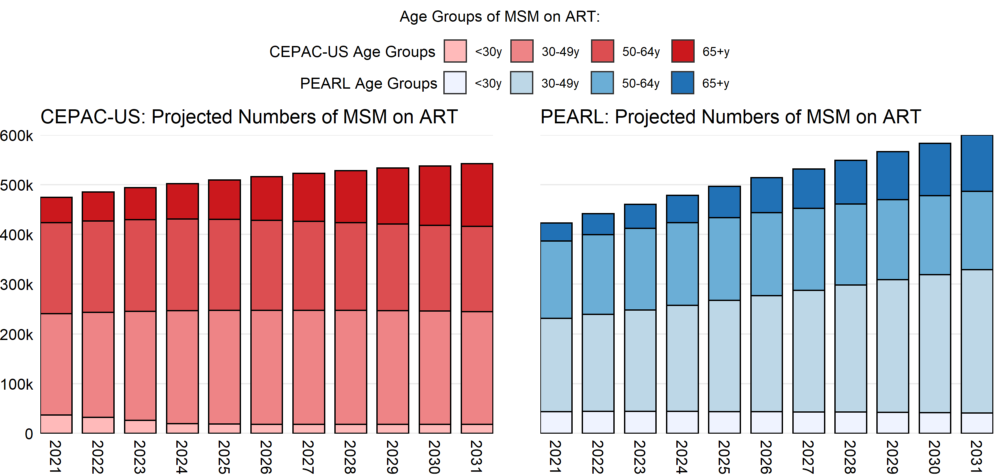 Age Groups of MSM on ART:
CEPAC-US Age Groups <30y 30-49y 50-64y 65+y
PEARL Age Groups <30y 30-49y 50-64y 65+y
CEPAC-US: Projected Numbers of MSM on ART
600k
500k
400k
300k
200k
100k
0
2021 2022 2023 2024 2025 2026 2027 2028 2029 2030 2031
PEARL: Projected Numbers of MSM on ART
2021 2022 2023 2024 2025 2026 2027 2028 2029 2030 2031